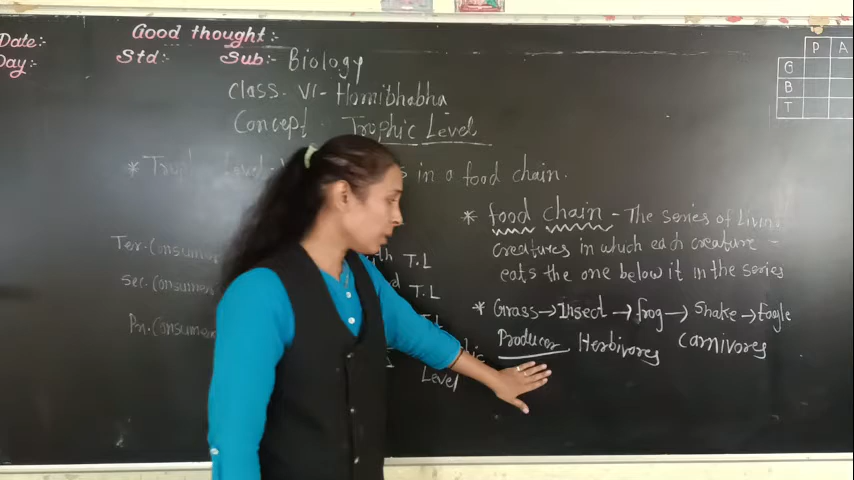 Date:-
Day:-
Good thought:-
Std:- Sub:- Biology
Class- VI- Homibhabha
Concept - Trophic Level
in a food chain.
Ter. Consumer
T.L
Sec. Consumer
T.L
Pri. Consumer
Level
* food chain - The series of Living
creatures in which each creature
eats the one below it in the series
* Grass → Insect → frog → Snake → Eagle
Producer Herbivores Carnivores
P A
G
B
T